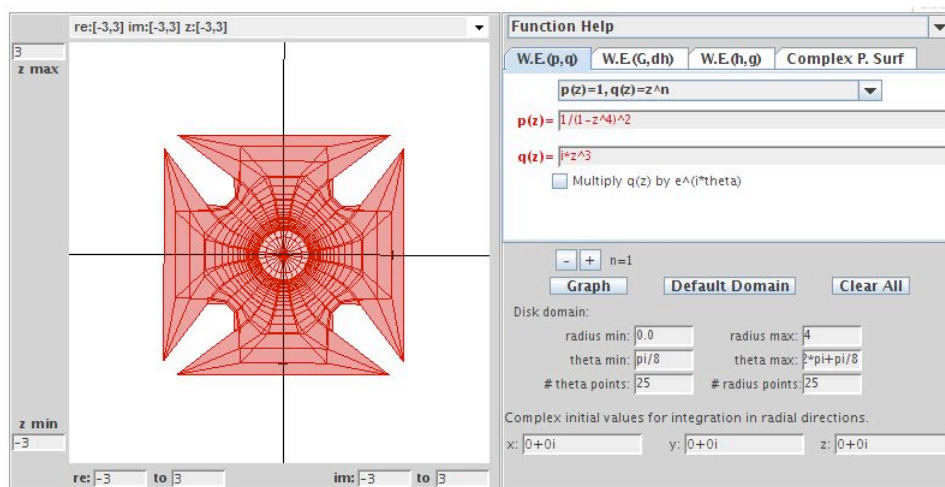 re:[-3,3] im:[-3,3] z:[-3,3]
3
z max
z min
-3
re: -3 to 3 im: -3 to 3
Function Help
W.E.(p,q) W.E.(G,dh) W.E.(h,g) Complex P. Surf
p(z)=1,q(z)=z^n
p(z)= 1/(1-z^4)^2
q(z)= i*z^3
Multiply q(z) by e^(i*theta)
- + n=1
Graph Default Domain Clear All
Disk domain:
radius min: 0.0 radius max: 4
theta min: pi/8 theta max: 2*pi+pi/8
# theta points: 25 # radius points: 25
Complex initial values for integration in radial directions.
x: 0+0i y: 0+0i z: 0+0i